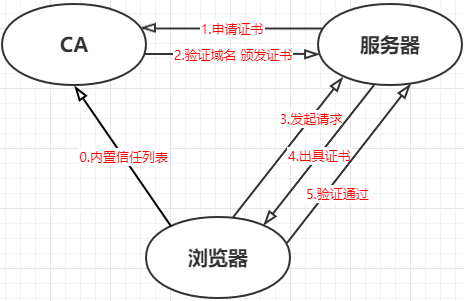 1.申请证书
CA
服务器
2.验证域名 颁发证书
3.发起请求
0.内置信任列表
4.出具证书
5.验证通过
浏览器